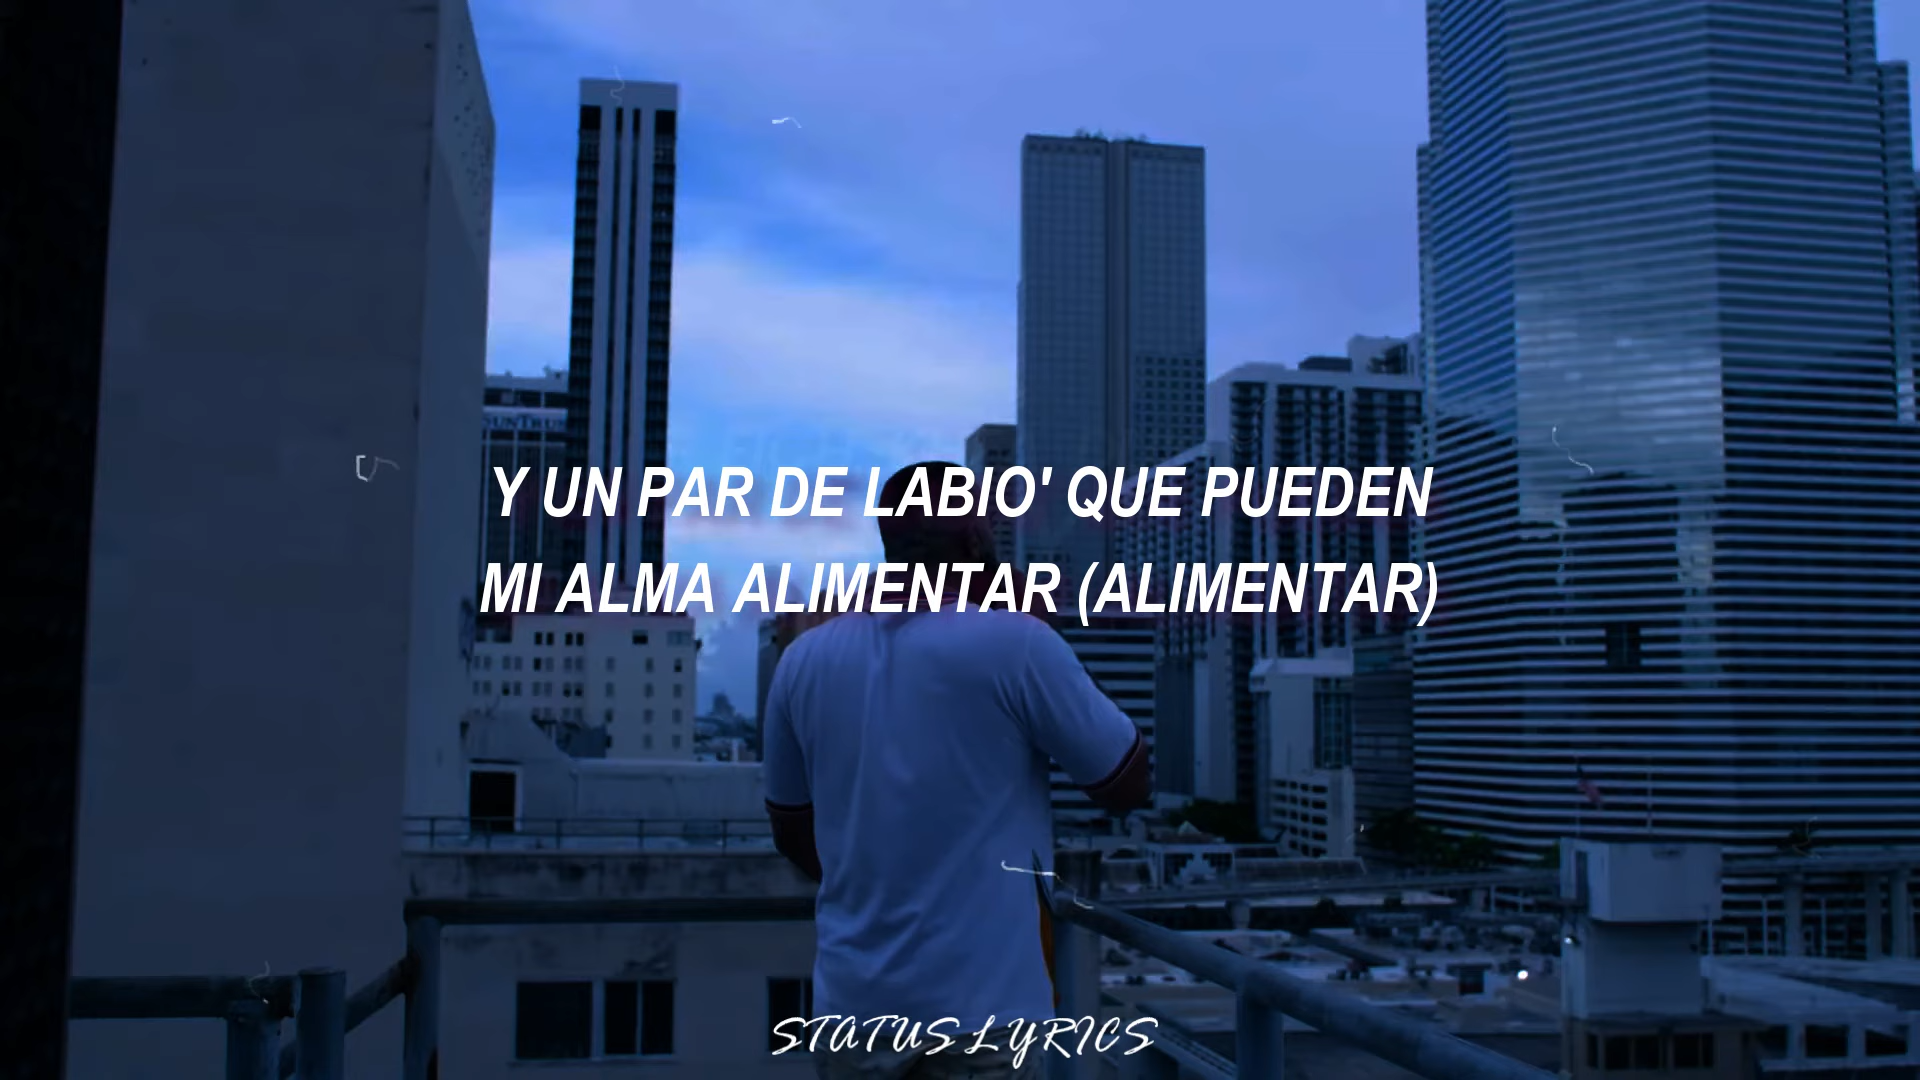 Y UN PAR DE LABIO' QUE PUEDEN
MI ALMA ALIMENTAR (ALIMENTAR)
STATUS LYRICS